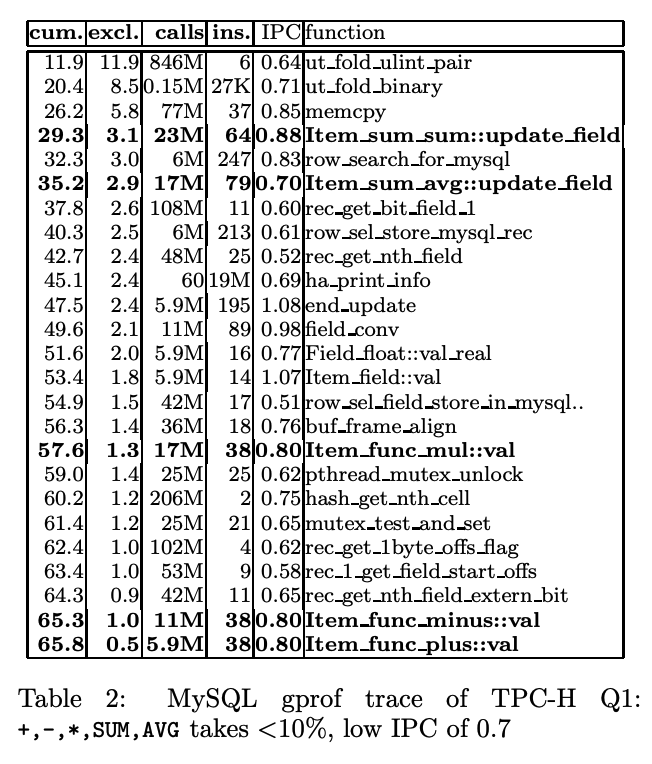 cum. excl. calls ins. IPC function
11.9 11.9 846M 6 0.64 ut_fold_ulint_pair
20.4 8.5 0.15M 27K 0.71 ut_fold_binary
26.2 5.8 77M 37 0.85 memcpy
29.3 3.1 23M 64 0.88 Item_sum_sum::update_field
32.3 3.0 6M 247 0.83 row_search_for_mysql
35.2 2.9 17M 79 0.70 Item_sum_avg::update_field
37.8 2.6 108M 11 0.60 rec_get_bit_field_1
40.3 2.5 6M 213 0.61 row_sel_store_mysql_rec
42.7 2.4 48M 25 0.52 rec_get_nth_field
45.1 2.4 60 19M 0.69 ha_print_info
47.5 2.4 5.9M 195 1.08 end_update
49.6 2.1 11M 89 0.98 field_conv
51.6 2.0 5.9M 16 0.77 Field_float::val_real
53.4 1.8 5.9M 14 1.07 Item_field::val
54.9 1.5 42M 17 0.51 row_sel_field_store_in_mysql..
56.3 1.4 36M 18 0.76 buf_frame_align
57.6 1.3 17M 38 0.80 Item_func_mul::val
59.0 1.4 25M 25 0.62 pthread_mutex_unlock
60.2 1.2 206M 2 0.75 hash_get_nth_cell
61.4 1.2 25M 21 0.65 mutex_test_and_set
62.4 1.0 102M 4 0.62 rec_get_1byte_offs_flag
63.4 1.0 53M 9 0.58 rec_1_get_field_start_offs
64.3 0.9 42M 11 0.65 rec_get_nth_field_extern_bit
65.3 1.0 11M 38 0.80 Item_func_minus::val
65.8 0.5 5.9M 38 0.80 Item_func_plus::val
Table 2: MySQL gprof trace of TPC-H Q1:
+,-,*,SUM,AVG takes <10%, low IPC of 0.7